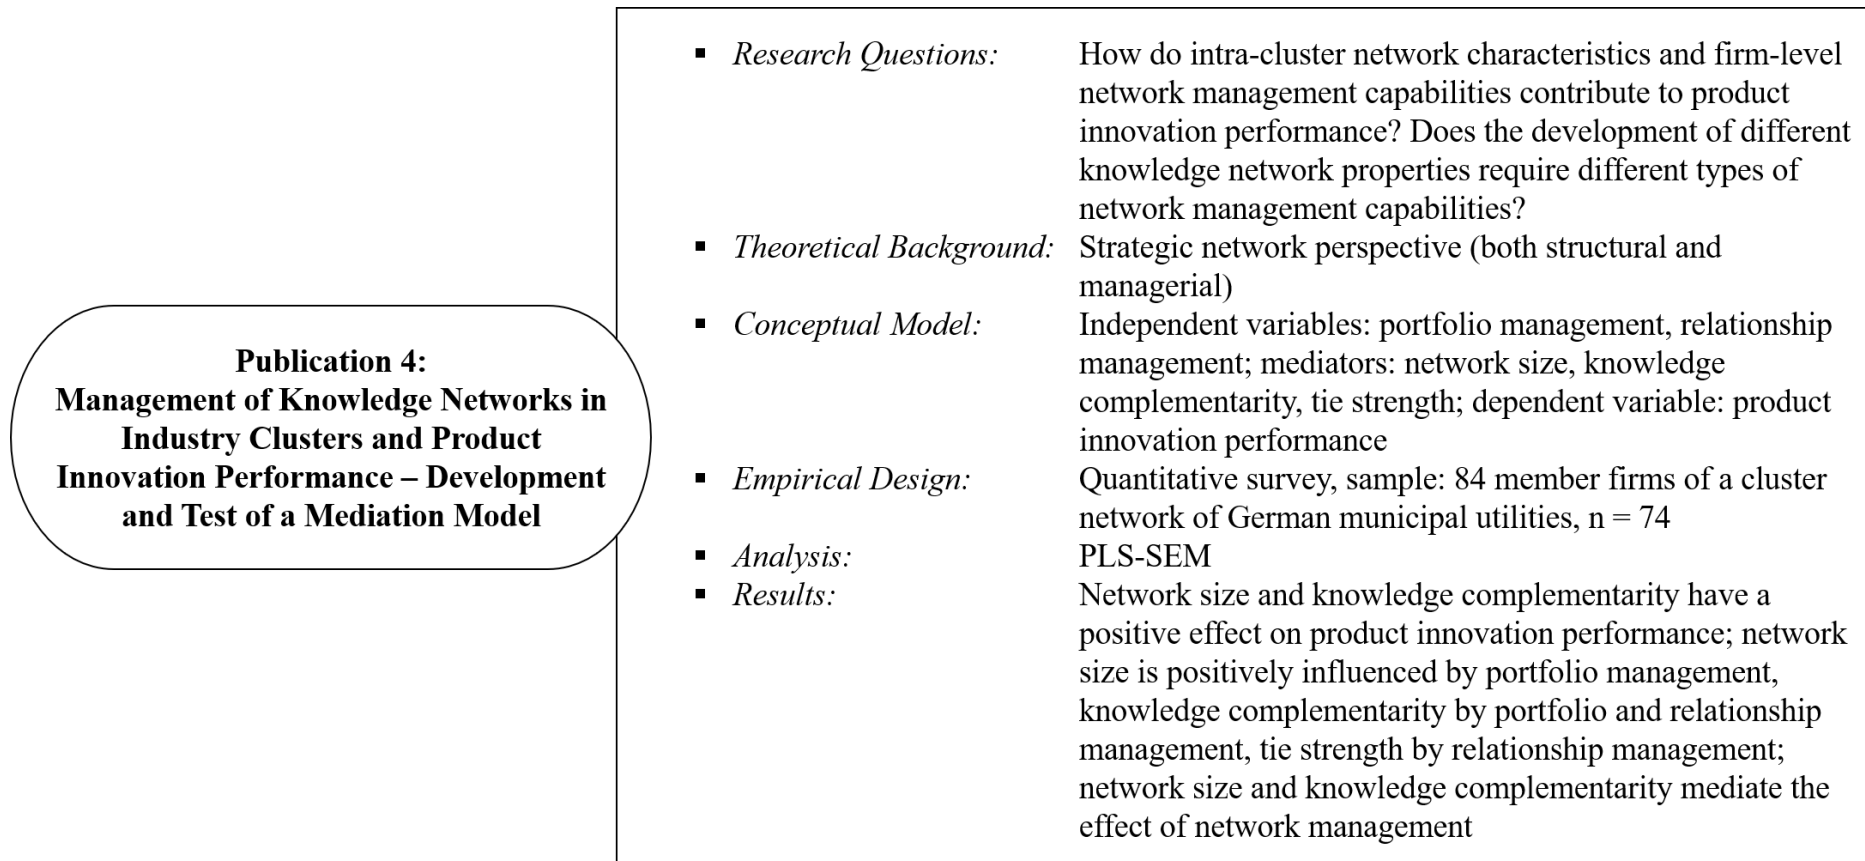 Publication 4:
Management of Knowledge Networks in
Industry Clusters and Product
Innovation Performance – Development
and Test of a Mediation Model
▪ Research Questions: How do intra-cluster network characteristics and firm-level
network management capabilities contribute to product
innovation performance? Does the development of different
knowledge network properties require different types of
network management capabilities?
▪ Theoretical Background: Strategic network perspective (both structural and
managerial)
▪ Conceptual Model: Independent variables: portfolio management, relationship
management; mediators: network size, knowledge
complementarity, tie strength; dependent variable: product
innovation performance
▪ Empirical Design: Quantitative survey, sample: 84 member firms of a cluster
network of German municipal utilities, n = 74
▪ Analysis: PLS-SEM
▪ Results: Network size and knowledge complementarity have a
positive effect on product innovation performance; network
size is positively influenced by portfolio management,
knowledge complementarity by portfolio and relationship
management, tie strength by relationship management;
network size and knowledge complementarity mediate the
effect of network management